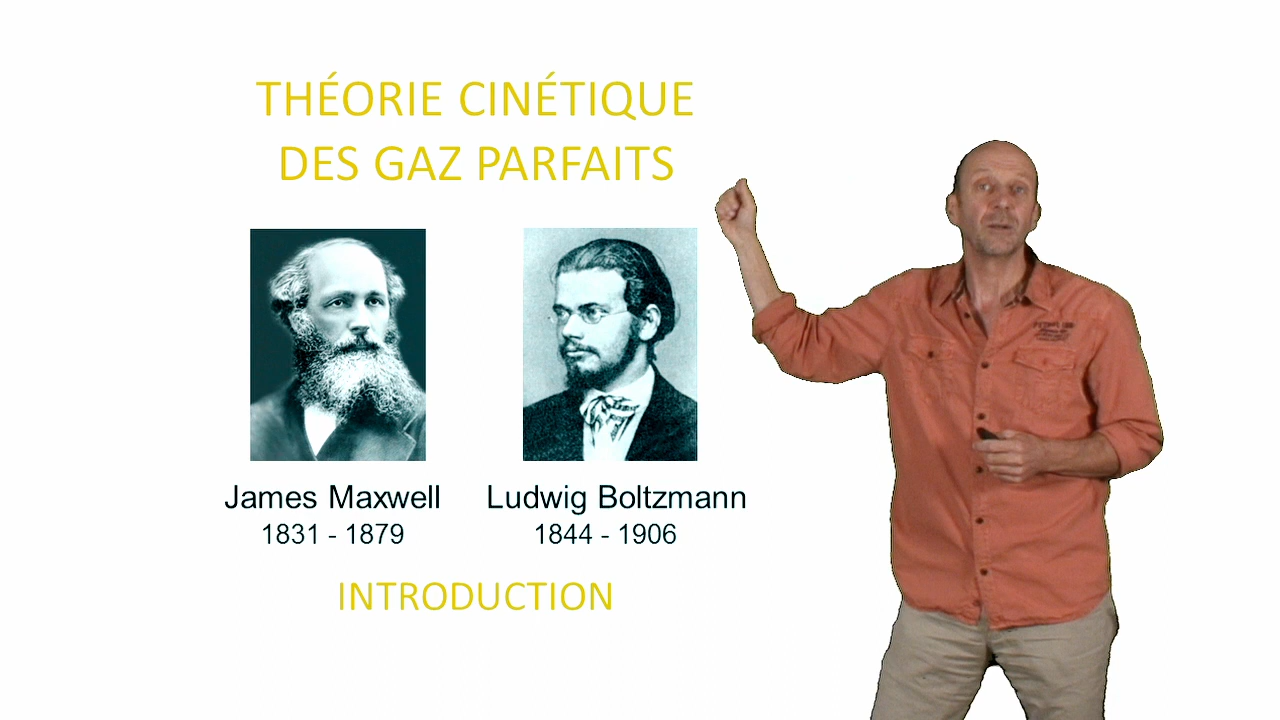 THÉORIE CINÉTIQUE
DES GAZ PARFAITS
James Maxwell
1831 - 1879
Ludwig Boltzmann
1844 - 1906
INTRODUCTION